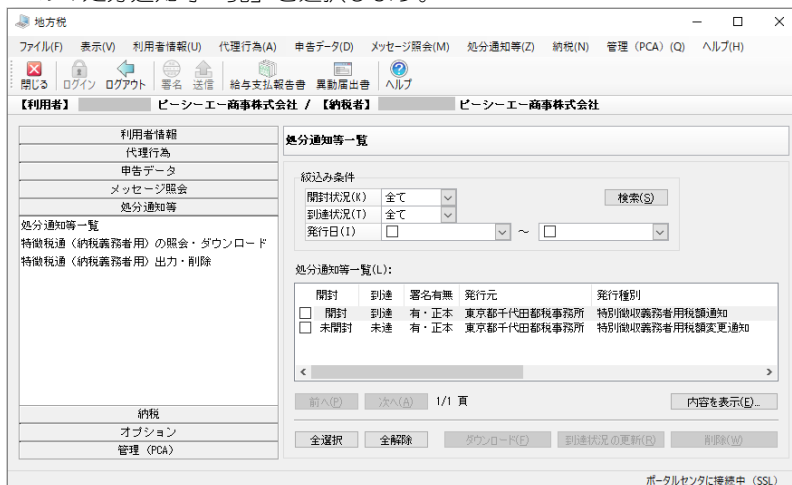 地方税
ファイル(F) 表示(V) 利用者情報(U) 代理行為(A) 申告データ(D) メッセージ照会(M) 処分通知等(Z) 納税(N) 管理（PCA）(Q) ヘルプ(H)
閉じる ログイン ログアウト 署名 送信 給与支払報告書 異動届出書 ヘルプ
【利用者】 ピーシーエー商事株式会社 / 【納税者】 ピーシーエー商事株式会社
利用者情報
代理行為
申告データ
メッセージ照会
処分通知等
処分通知等一覧
特徴税通（納税義務者用）の照会・ダウンロード
特徴税通（納税義務者用）出力・削除
納税
オプション
管理（PCA）
処分通知等一覧
絞込み条件
開封状況(K) 全て 検索(S)
到達状況(T) 全て
発行日(I) ～
処分通知等一覧(L):
開封 到達 署名有無 発行元 発行種別
開封 到達 有・正本 東京都千代田都税事務所 特別徴収義務者用税額通知
未開封 未達 有・正本 東京都千代田都税事務所 特別徴収義務者用税額変更通知
前へ(P) 次へ(A) 1/1 頁 内容を表示(E)...
全選択 全解除 ダウンロード(F) 到達状況の更新(R) 削除(W)
ポータルセンタに接続中（SSL）